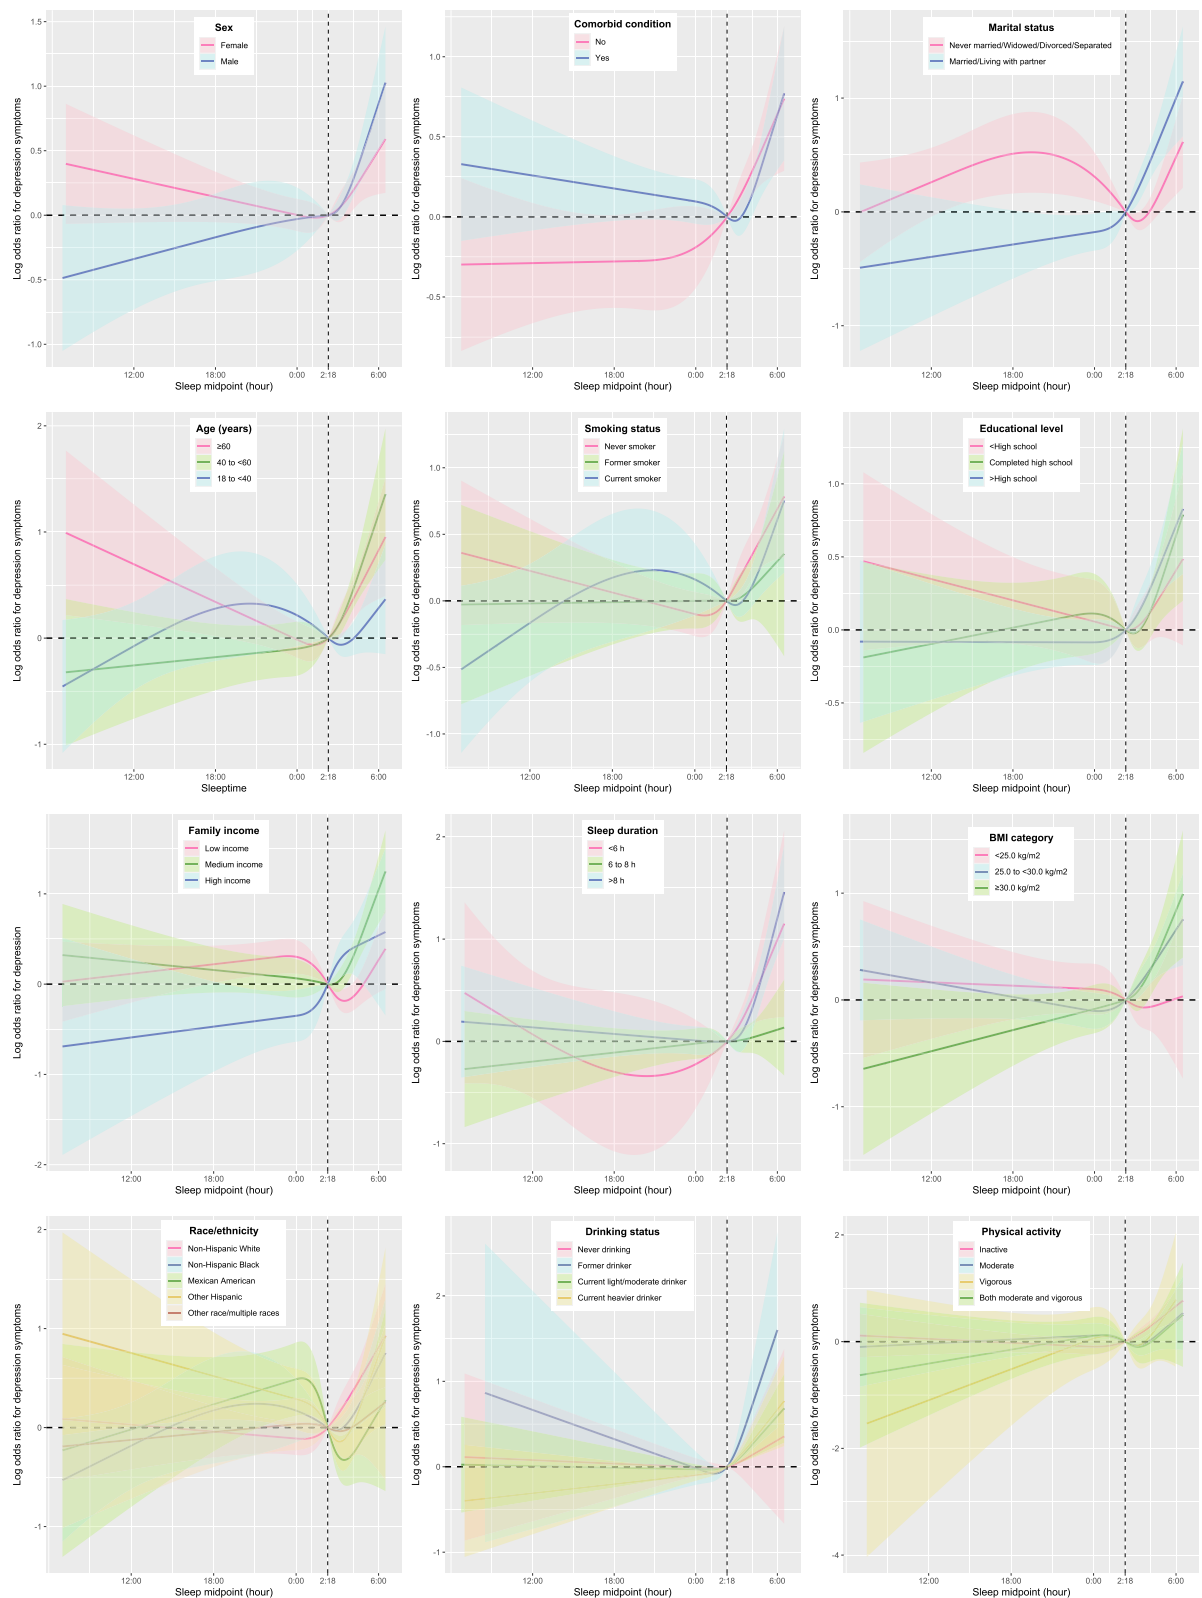 Sex
Female
Male
Log odds ratio for depression symptoms
1.5
1.0
0.5
0.0
-0.5
-1.0
12:00 18:00 0:00 2:18 6:00
Sleep midpoint (hour)
Comorbid condition
No
Yes
Log odds ratio for depression symptoms
1.0
0.5
0.0
-0.5
12:00 18:00 0:00 2:18 6:00
Sleep midpoint (hour)
Marital status
Never married/Widowed/Divorced/Separated
Married/Living with partner
Log odds ratio for depression symptoms
1
0
-1
12:00 18:00 0:00 2:18 6:00
Sleep midpoint (hour)
Age (years)
≥60
40 to <60
18 to <40
Log odds ratio for depression symptoms
2
1
0
-1
12:00 18:00 0:00 2:18 6:00
Sleeptime
Smoking status
Never smoker
Former smoker
Current smoker
Log odds ratio for depression symptoms
1.0
0.5
0.0
-0.5
-1.0
12:00 18:00 0:00 2:18 6:00
Sleep midpoint (hour)
Educational level
<High school
Completed high school
>High school
Log odds ratio for depression symptoms
1.0
0.5
0.0
-0.5
12:00 18:00 0:00 2:18 6:00
Sleep midpoint (hour)
Family income
Low income
Medium income
High income
Log odds ratio for depression
1
0
-1
-2
12:00 18:00 0:00 2:18 6:00
Sleep midpoint (hour)
Sleep duration
<6 h
6 to 8 h
>8 h
Log odds ratio for depression symptoms
2
1
0
-1
12:00 18:00 0:00 2:18 6:00
Sleep midpoint (hour)
BMI category
<25.0 kg/m2
25.0 to <30.0 kg/m2
≥30.0 kg/m2
Log odds ratio for depression symptoms
1
0
-1
12:00 18:00 0:00 2:18 6:00
Sleep midpoint (hour)
Race/ethnicity
Non-Hispanic White
Non-Hispanic Black
Mexican American
Other Hispanic
Other race/multiple races
Log odds ratio for depression symptoms
2
1
0
-1
12:00 18:00 0:00 2:18 6:00
Sleep midpoint (hour)
Drinking status
Never drinking
Former drinker
Current light/moderate drinker
Current heavier drinker
Log odds ratio for depression symptoms
2
1
0
-1
12:00 18:00 0:00 2:18 6:00
Sleep midpoint (hour)
Physical activity
Inactive
Moderate
Vigorous
Both moderate and vigorous
Log odds ratio for depression symptoms
2
0
-2
-4
12:00 18:00 0:00 2:18 6:00
Sleep midpoint (hour)